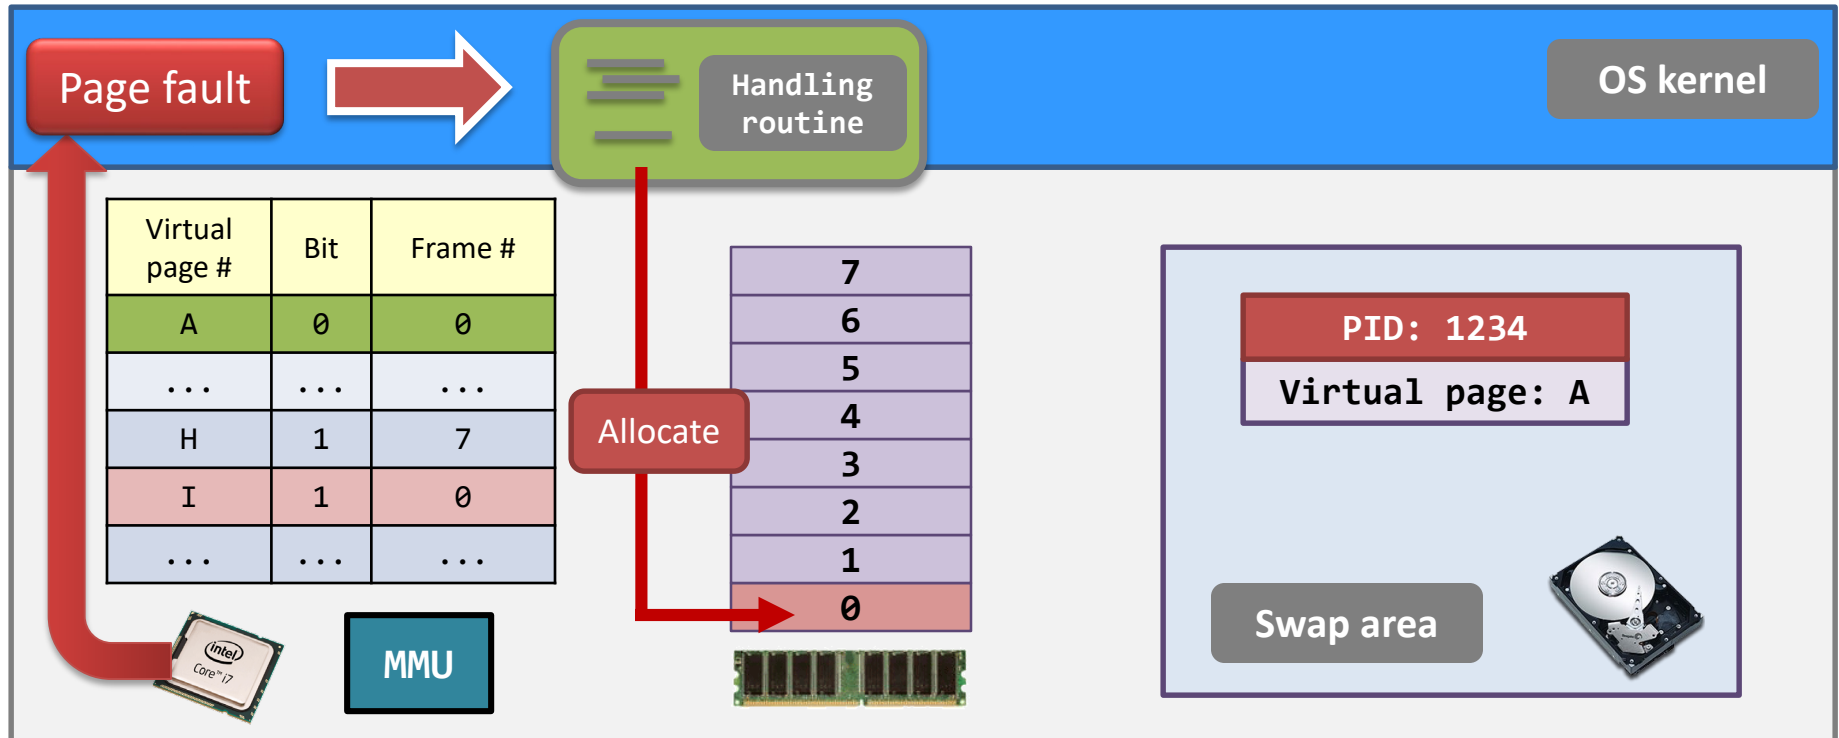 Page fault
Handling
routine
OS kernel
Virtual
page #
Bit
Frame #
A 0 0
... ... ...
H 1 7
I 1 0
... ... ...
Allocate
7
6
5
4
3
2
1
0
PID: 1234
Virtual page: A
Swap area
intel
Core™ i7
MMU